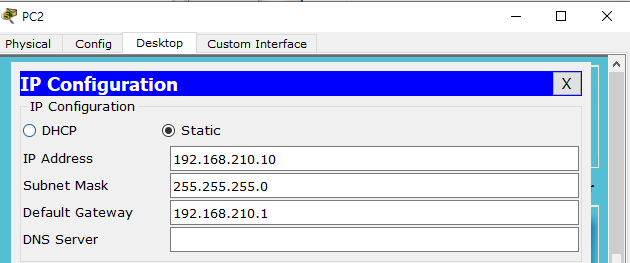 PC2
Physical Config Desktop Custom Interface
IP Configuration X
IP Configuration
DHCP Static
IP Address 192.168.210.10
Subnet Mask 255.255.255.0
Default Gateway 192.168.210.1
DNS Server